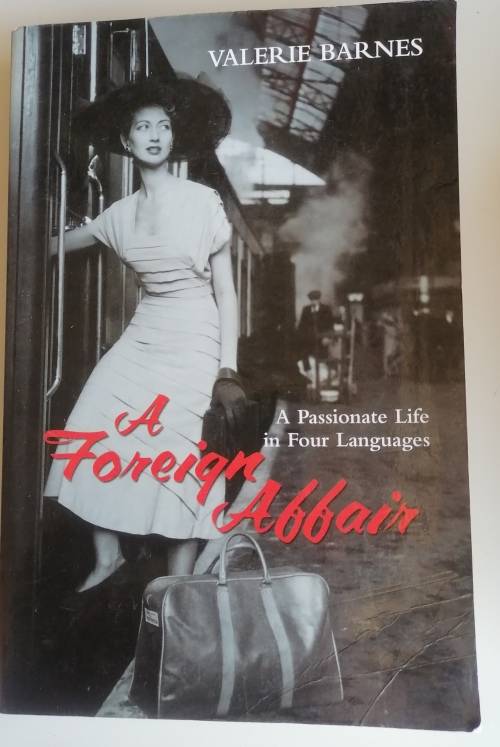 VALERIE BARNES
A Passionate Life
in Four Languages
A
Foreign
Affair